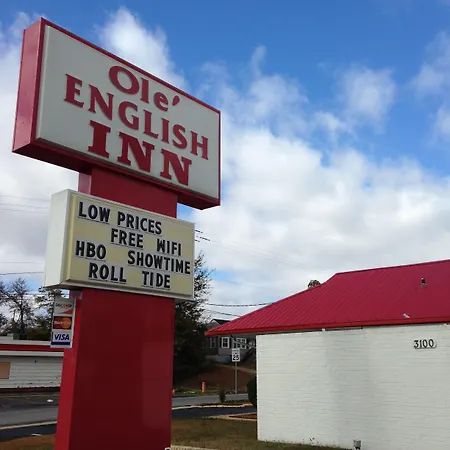 Ole'
ENGLISH
INN
LOW PRICES
FREE WIFI
HBO SHOWTIME
ROLL TIDE
VISA
3100